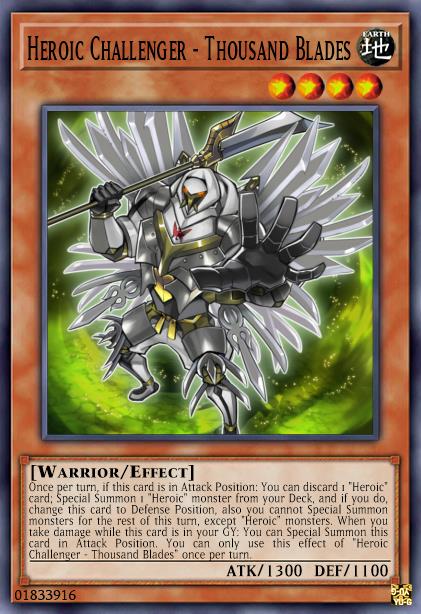 Heroic Challenger - Thousand Blades
EARTH
地
[Warrior/Effect]
Once per turn, if this card is in Attack Position: You can discard 1 "Heroic"
card; Special Summon 1 "Heroic" monster from your Deck, and if you do,
change this card to Defense Position, also you cannot Special Summon
monsters for the rest of this turn, except "Heroic" monsters. When you
take damage while this card is in your GY: You can Special Summon this
card in Attack Position. You can only use this effect of "Heroic
Challenger - Thousand Blades" once per turn.
ATK/1300 DEF/1100
01833916